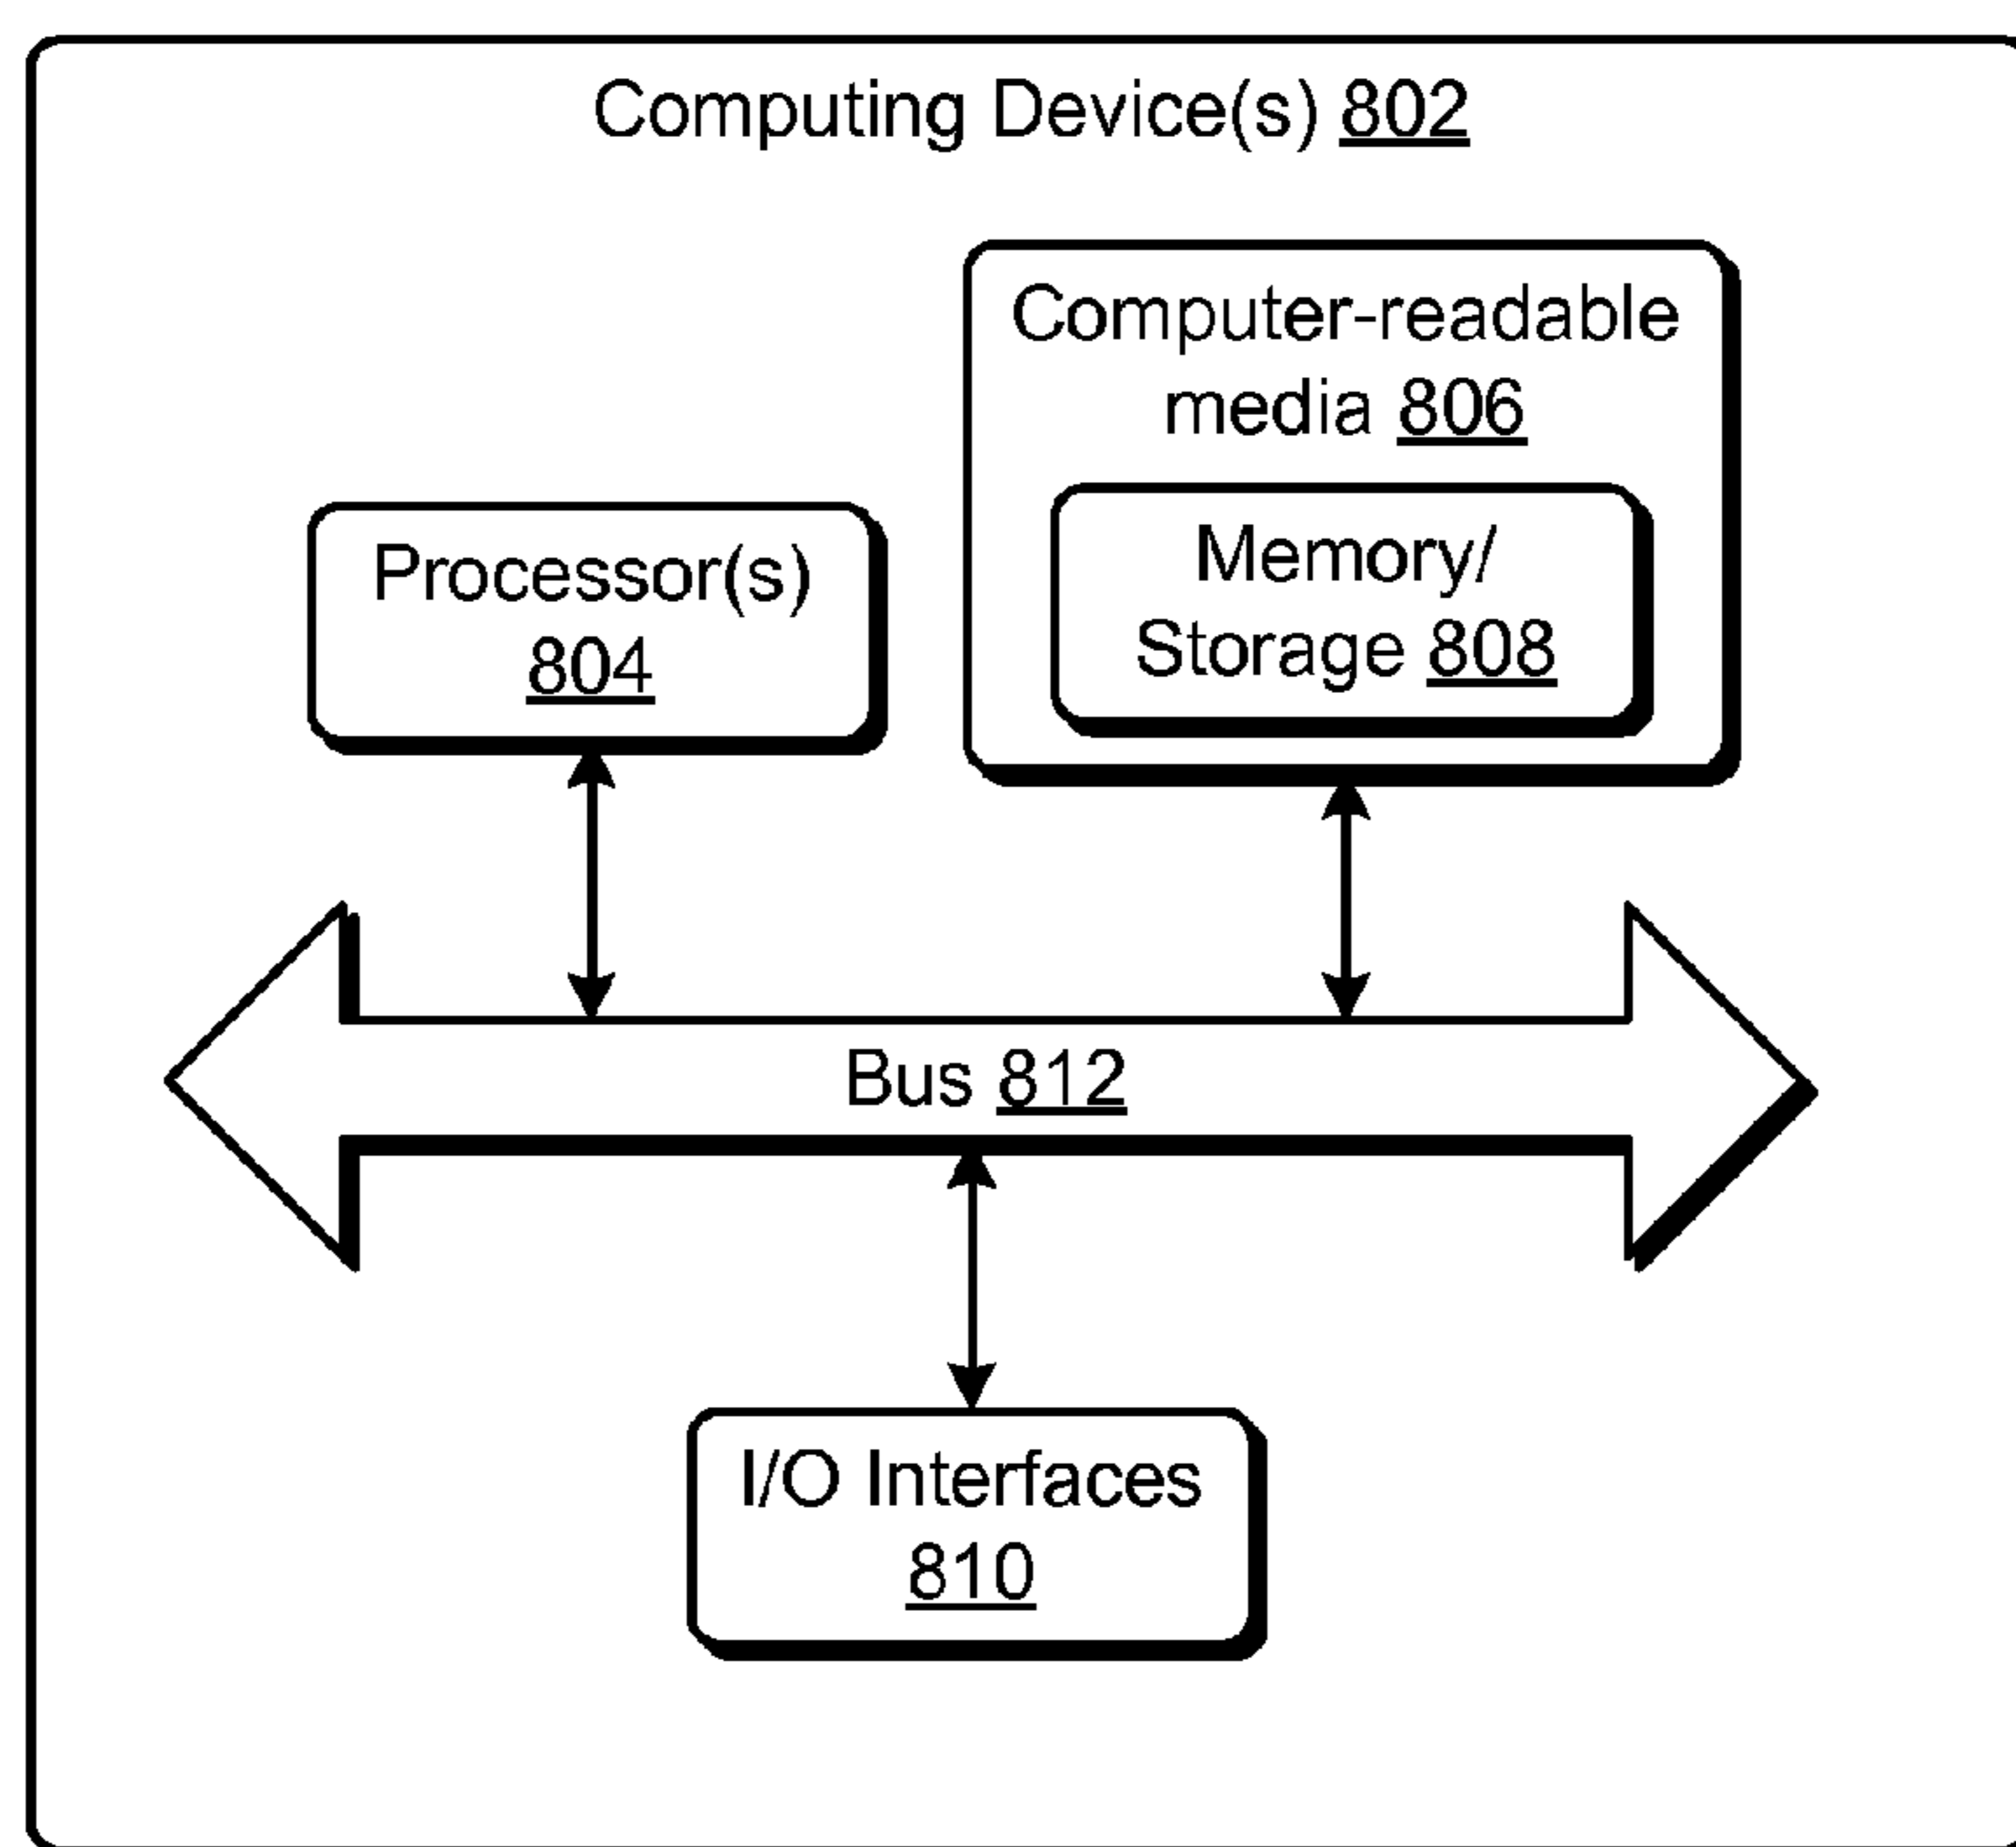 Computing Device(s) 802
Computer-readable
media 806
Memory/
Storage 808
Processor(s)
804
Bus 812
I/O Interfaces
810